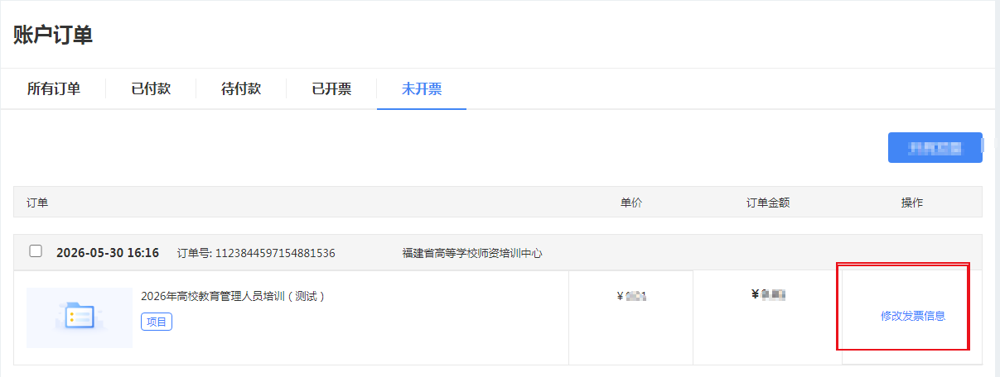 账户订单
所有订单 已付款 待付款 已开票 未开票
订单 单价 订单金额 操作
2026-05-30 16:16 订单号: 1123844597154881536 福建省高等学校师资培训中心
2026年高校教育管理人员培训（测试） ¥ ¥
项目
修改发票信息